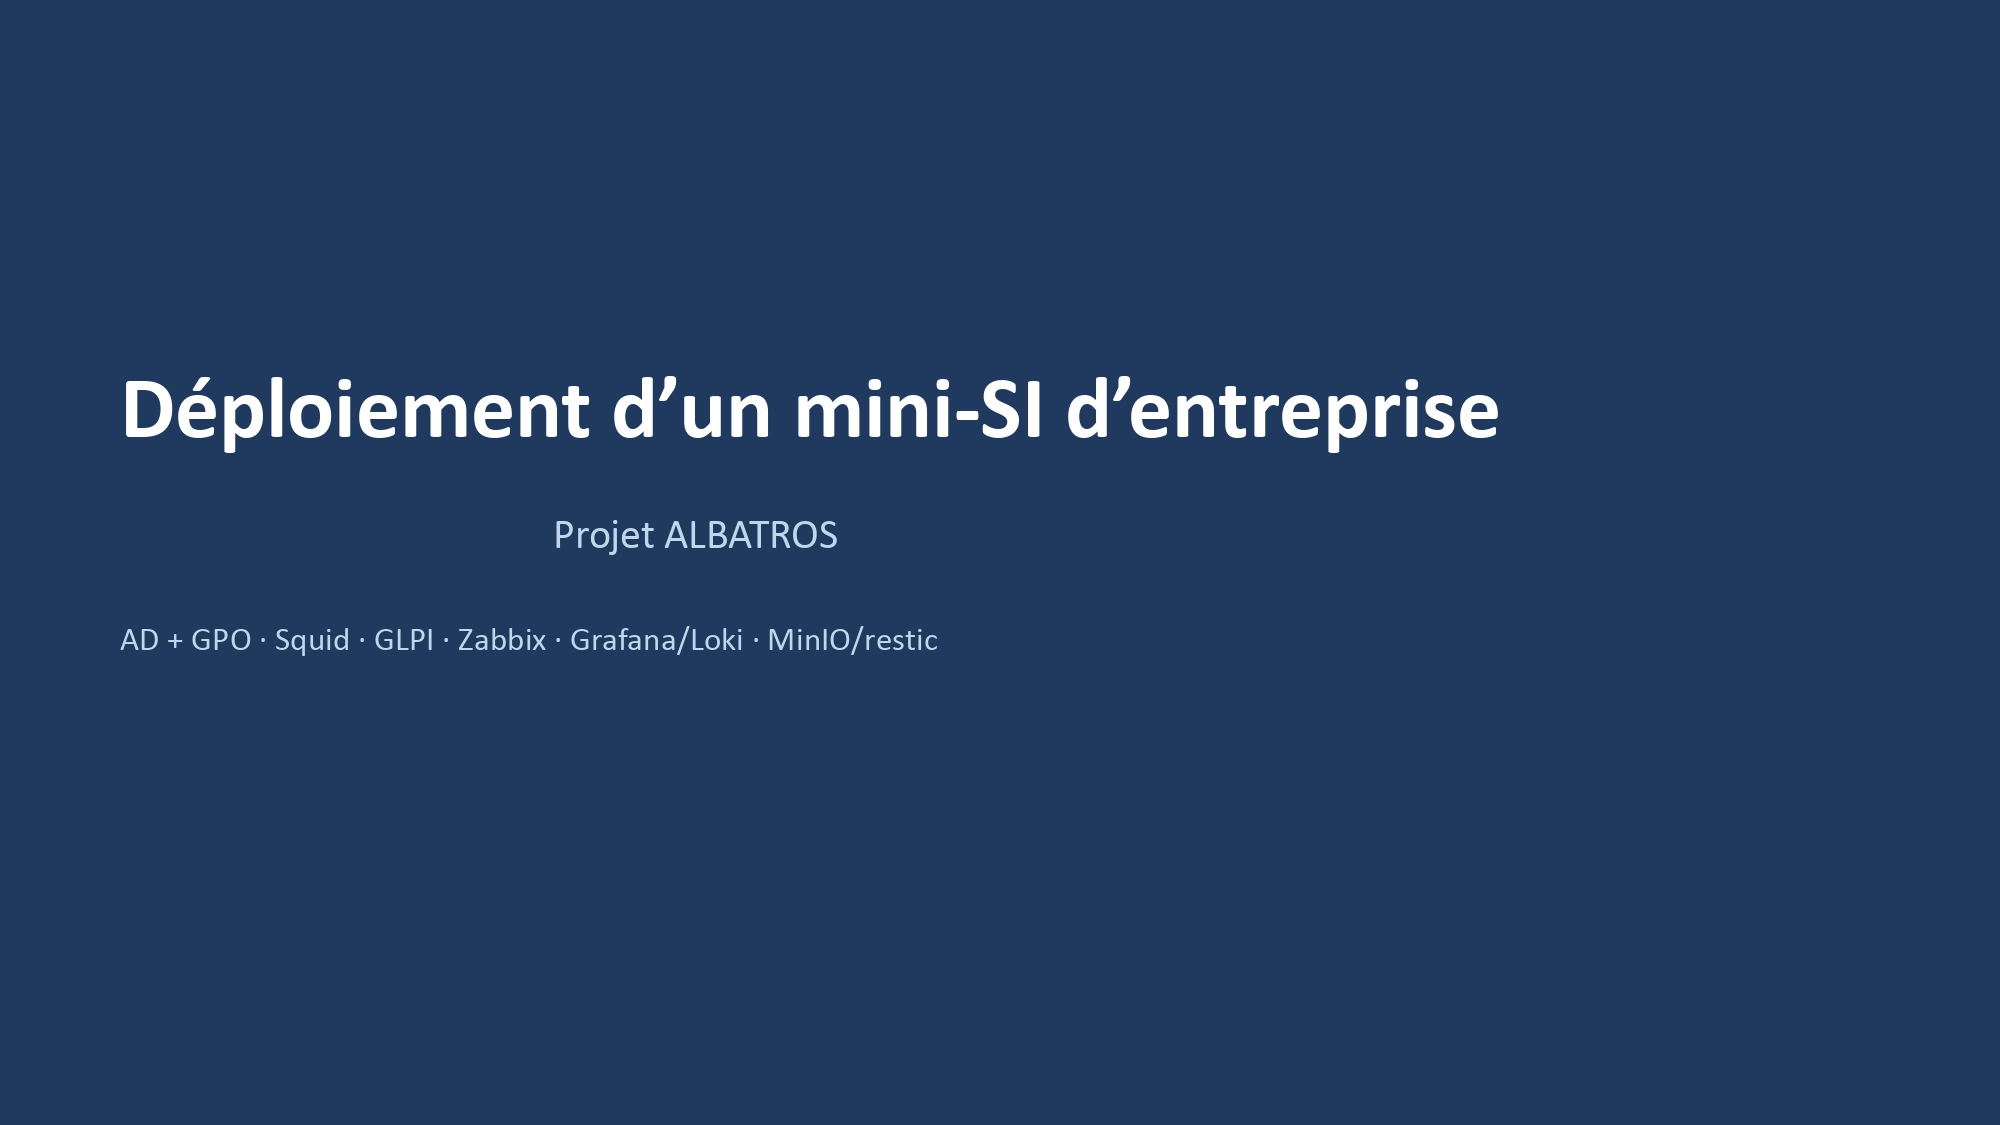 Déploiement d’un mini-SI d’entreprise
Projet ALBATROS
AD + GPO · Squid · GLPI · Zabbix · Grafana/Loki · MinIO/restic